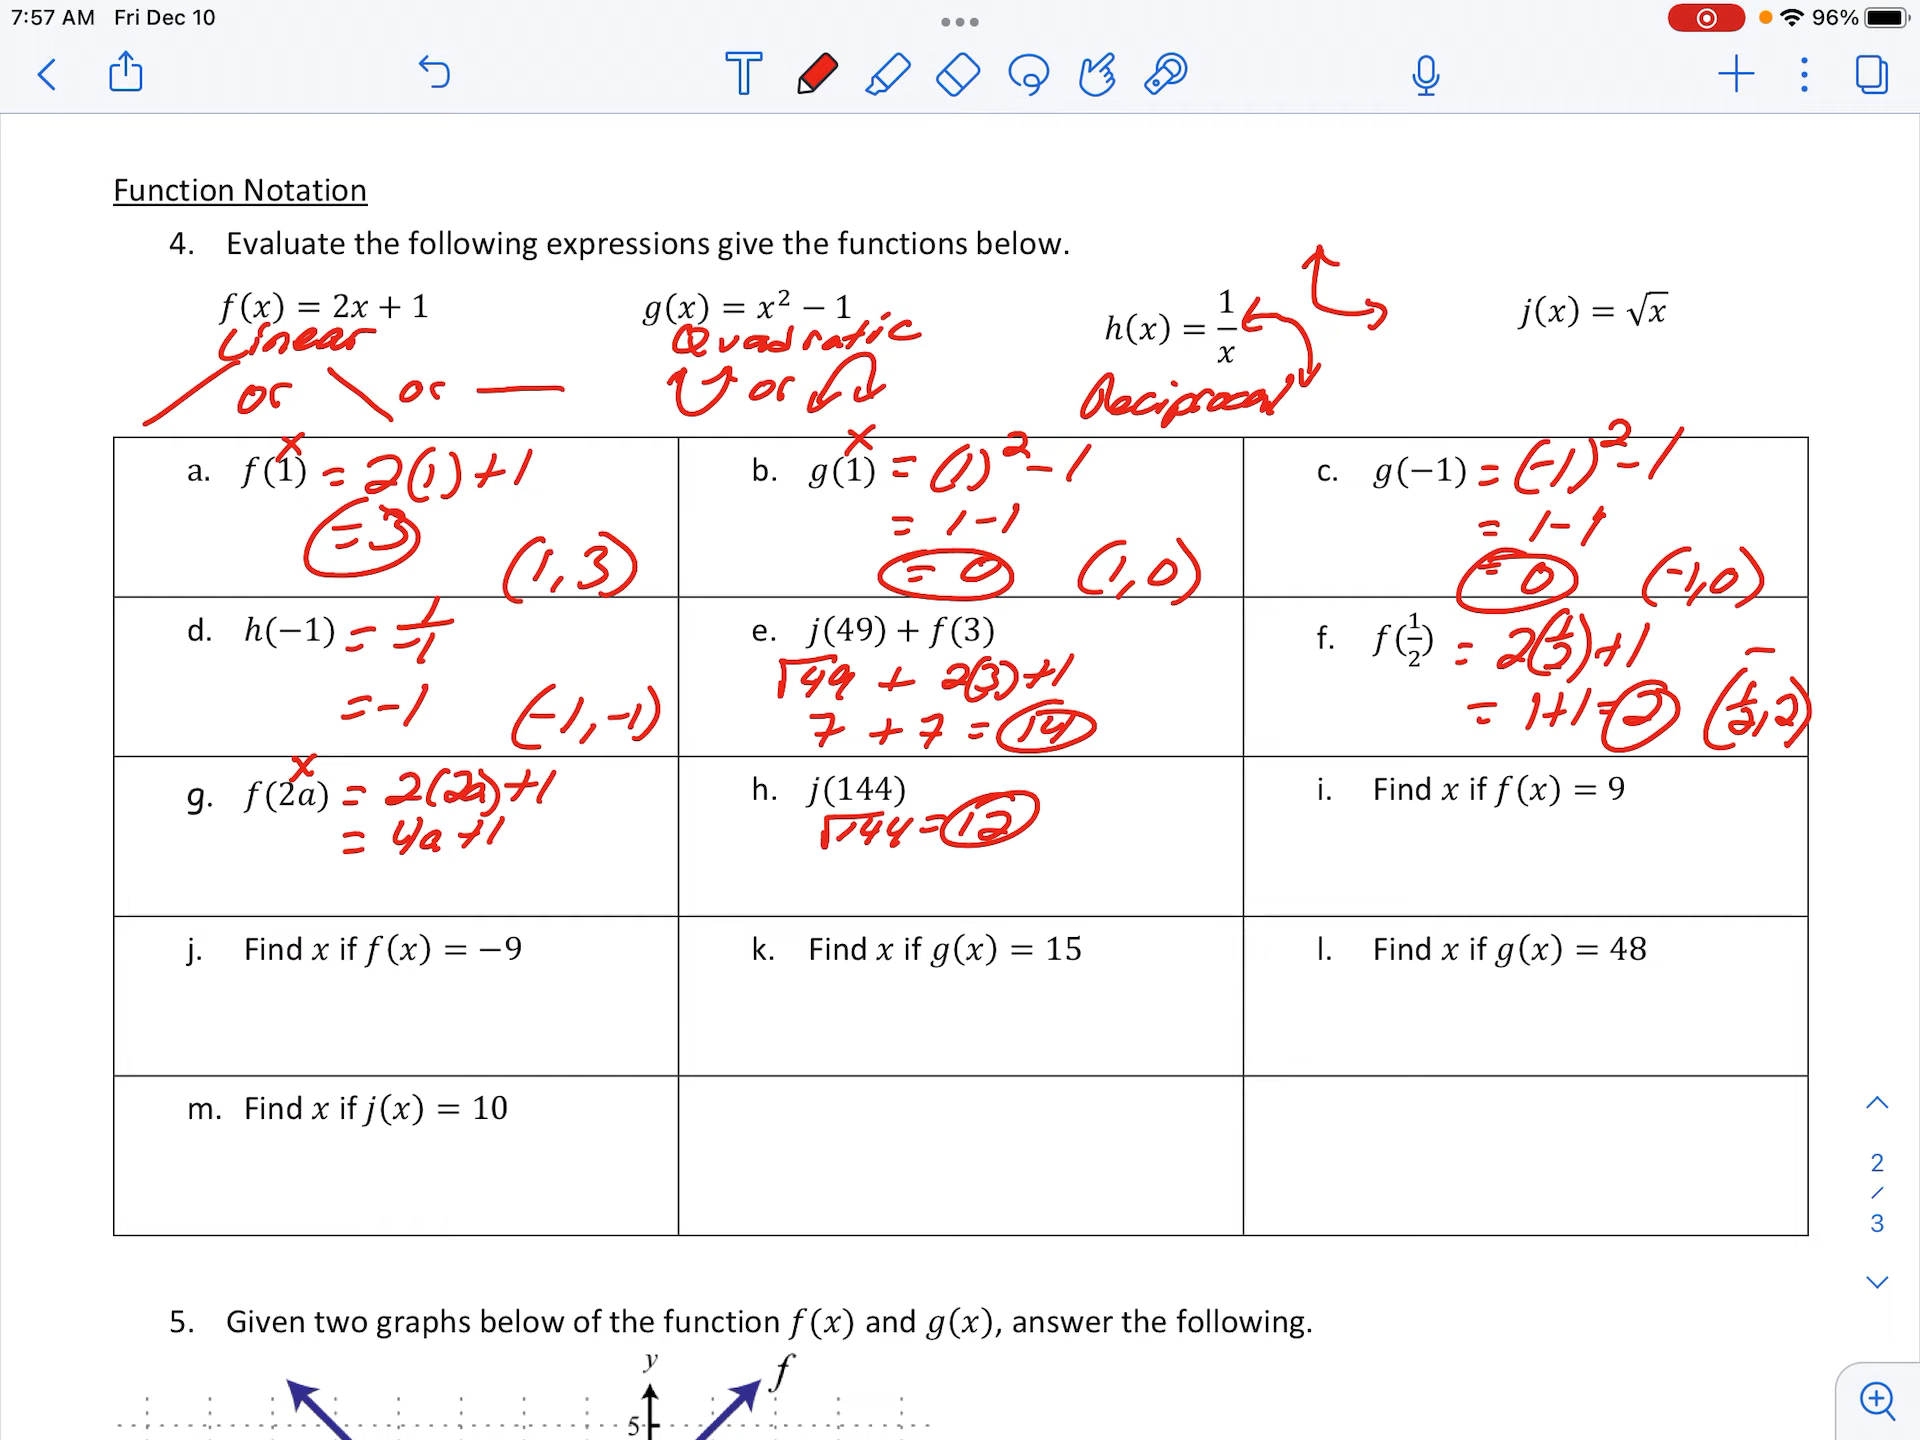 7:57 AM Fri Dec 10
96%
Function Notation
4. Evaluate the following expressions give the functions below.
f(x) = 2x + 1
g(x) = x² − 1
h(x) = 1/x
j(x) = √x
Linear
or or
Quadratic
or
Reciprocal
a. f(1) = 2(1)+1
x
= 3
(1, 3)
b. g(1) = (1)² - 1
x
= 1-1
= 0 (1, 0)
c. g(−1) = (-1)² - 1
= 1-1
= 0 (-1, 0)
d. h(−1) = 1/-1
= -1 (-1, -1)
e. j(49) + f(3)
√49 + 2(3)+1
7 + 7 = 14
f. f(1/2) = 2(1/2)+1
= 1+1 = 2 (1/2, 2)
g. f(2a) = 2(2a)+1
x
= 4a+1
h. j(144)
√144 = 12
i. Find x if f(x) = 9
j. Find x if f(x) = −9
k. Find x if g(x) = 15
l. Find x if g(x) = 48
m. Find x if j(x) = 10
2
/
3
5. Given two graphs below of the function f(x) and g(x), answer the following.
y
f
5